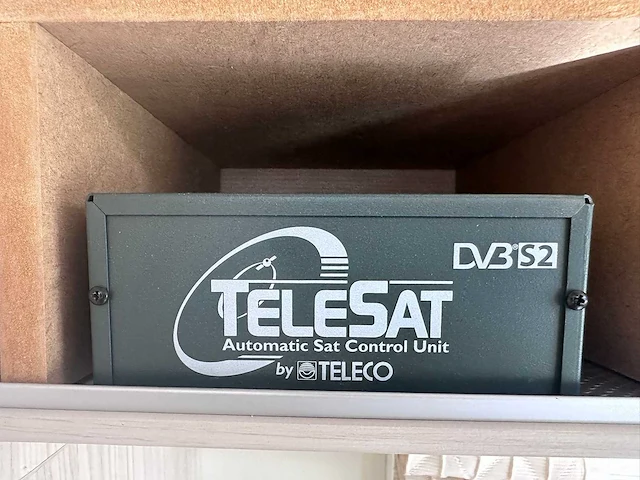 DVB S2
TELESAT
Automatic Sat Control Unit
by TELECO